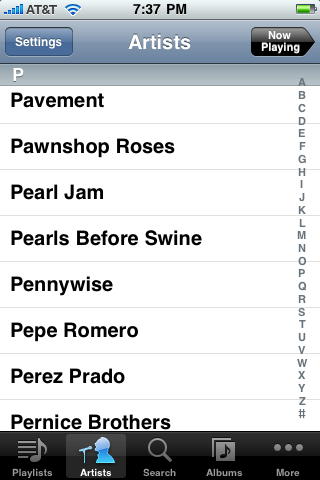 AT&T 7:37 PM
Settings Artists Now Playing
P
Pavement
Pawnshop Roses
Pearl Jam
Pearls Before Swine
Pennywise
Pepe Romero
Perez Prado
Pernice Brothers
A
B
C
D
E
F
G
H
I
J
K
L
M
N
O
P
Q
R
S
T
U
V
W
X
Y
Z
#
Playlists Artists Search Albums More